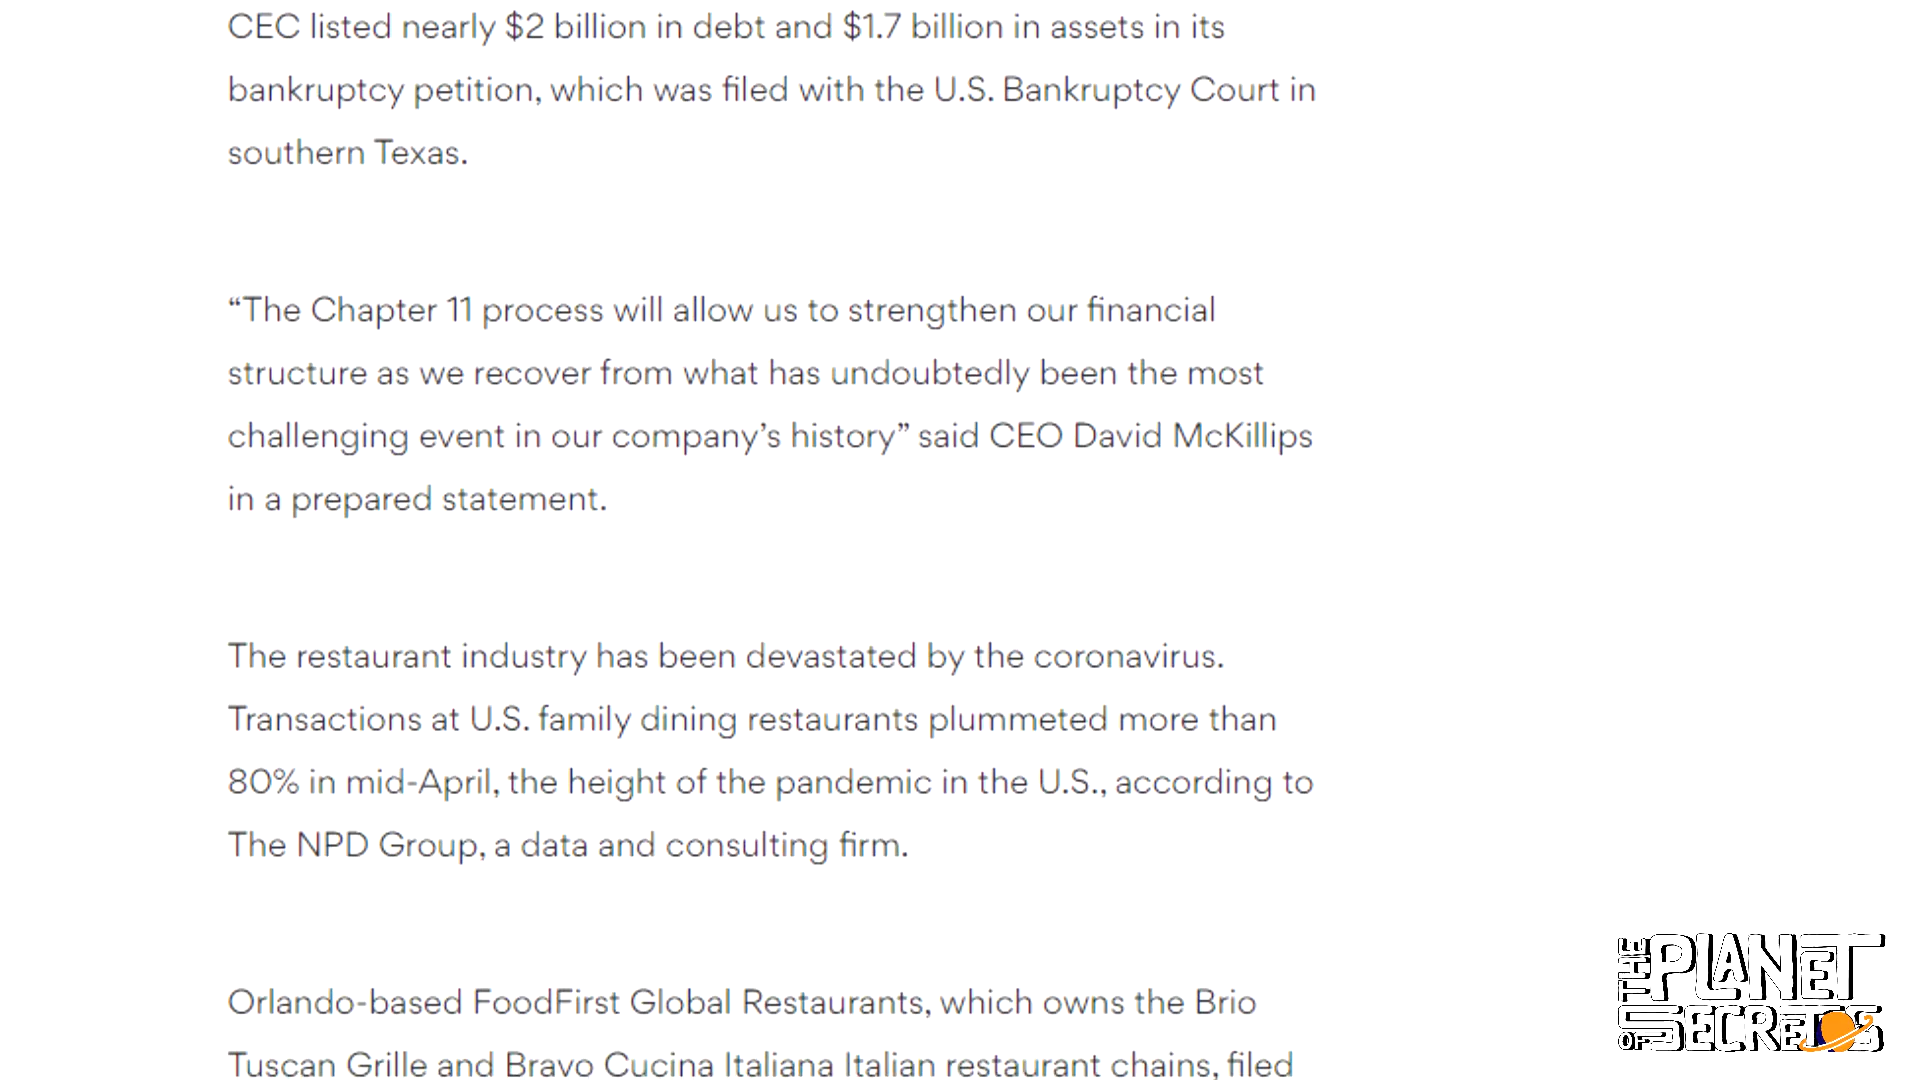 CEC listed nearly $2 billion in debt and $1.7 billion in assets in its
bankruptcy petition, which was filed with the U.S. Bankruptcy Court in
southern Texas.
“The Chapter 11 process will allow us to strengthen our financial
structure as we recover from what has undoubtedly been the most
challenging event in our company’s history” said CEO David McKillips
in a prepared statement.
The restaurant industry has been devastated by the coronavirus.
Transactions at U.S. family dining restaurants plummeted more than
80% in mid-April, the height of the pandemic in the U.S., according to
The NPD Group, a data and consulting firm.
Orlando-based FoodFirst Global Restaurants, which owns the Brio
Tuscan Grille and Bravo Cucina Italiana Italian restaurant chains, filed
THE PLANET
OF SECRETS